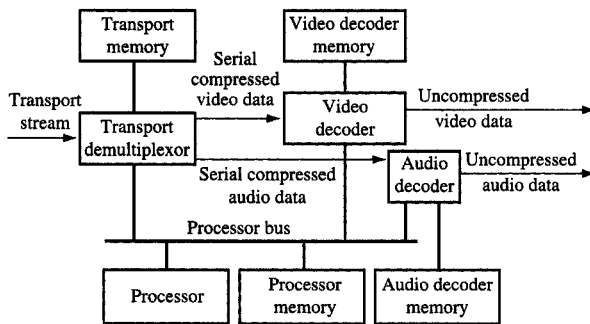 Transport
memory
Video decoder
memory
Serial
compressed
video data
Transport
stream
Transport
demultiplexor
Video
decoder
Uncompressed
video data
Serial compressed
audio data
Audio
decoder
Uncompressed
audio data
Processor bus
Processor
Processor
memory
Audio decoder
memory